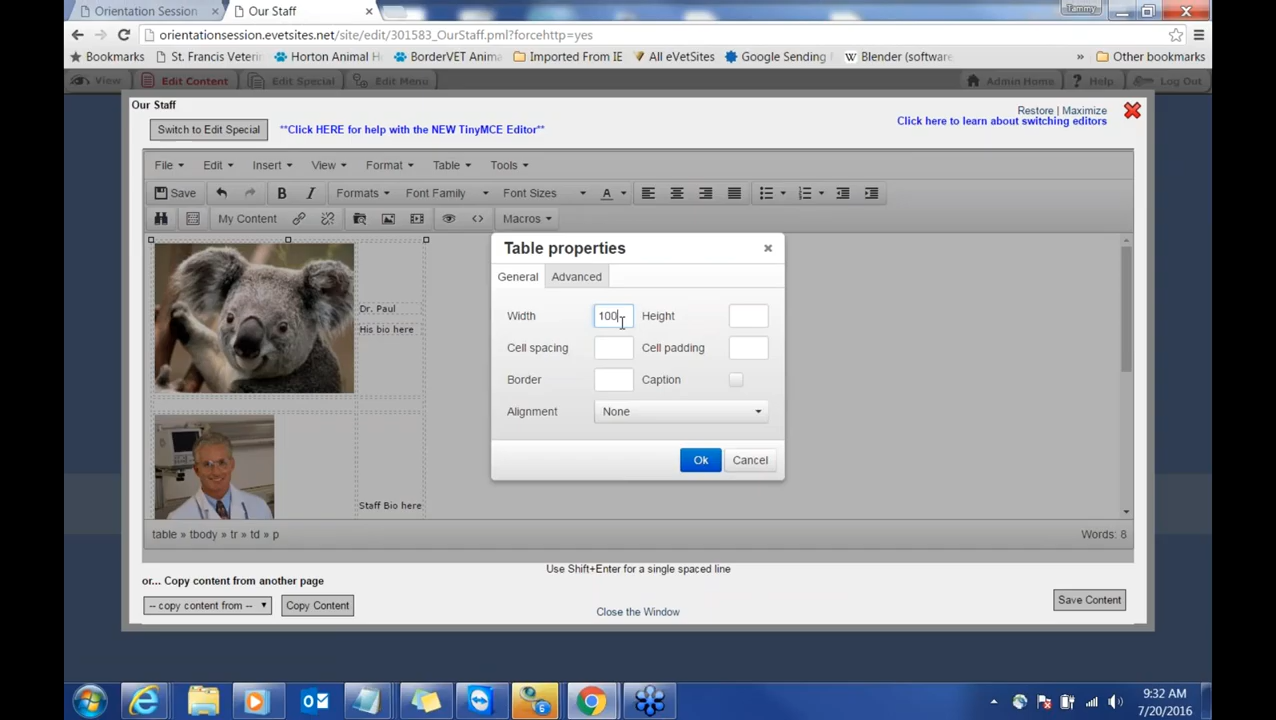 Orientation Session
Our Staff
Tammy
orientationsession.evetsites.net/site/edit/301583_OurStaff.pml?forcehttp=yes
Bookmarks
St. Francis Veterin
Horton Animal H
BorderVET Anima
Imported From IE
All eVetSites
Google Sending
Blender (software
»
Other bookmarks
View
Edit Content
Edit Special
Edit Menu
Admin Home
Help
Log Out
Our Staff
Restore | Maximize
Switch to Edit Special
**Click HERE for help with the NEW TinyMCE Editor**
Click here to learn about switching editors
File
Edit
Insert
View
Format
Table
Tools
Save
B
I
Formats
Font Family
Font Sizes
A
My Content
Macros
Table properties
General
Advanced
Width
100
Height
Cell spacing
Cell padding
Border
Caption
Alignment
None
Ok
Cancel
Dr. Paul
His bio here
Staff Bio here
table » tbody » tr » td » p
Words: 8
Use Shift+Enter for a single spaced line
or... Copy content from another page
-- copy content from --
Copy Content
Close the Window
Save Content
9:32 AM
7/20/2016